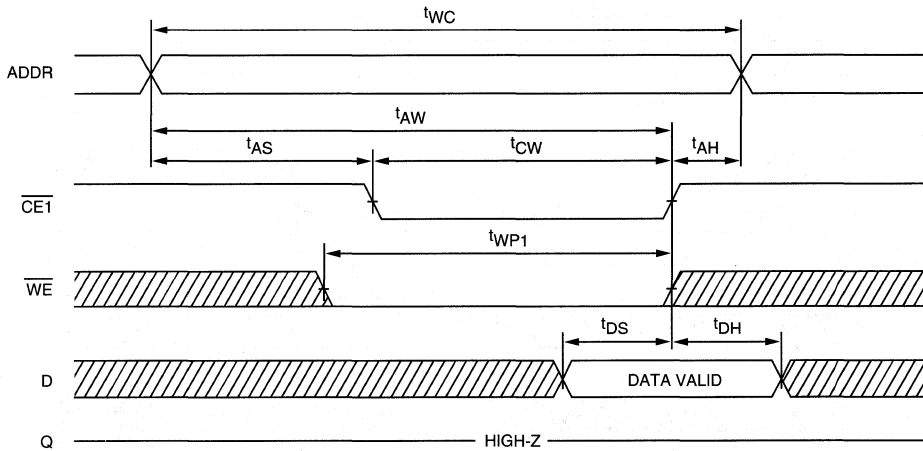 tWC
ADDR
tAW
tAS tCW tAH
CE1
tWP1
WE
tDS tDH
D DATA VALID
Q HIGH-Z